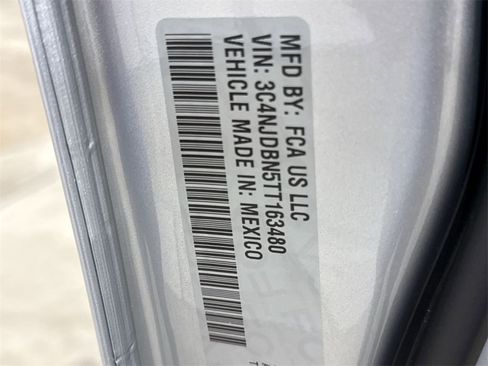 MFD BY: FCA US LLC
VIN: 3C4NJDBN5TT163480
VEHICLE MADE IN: MEXICO